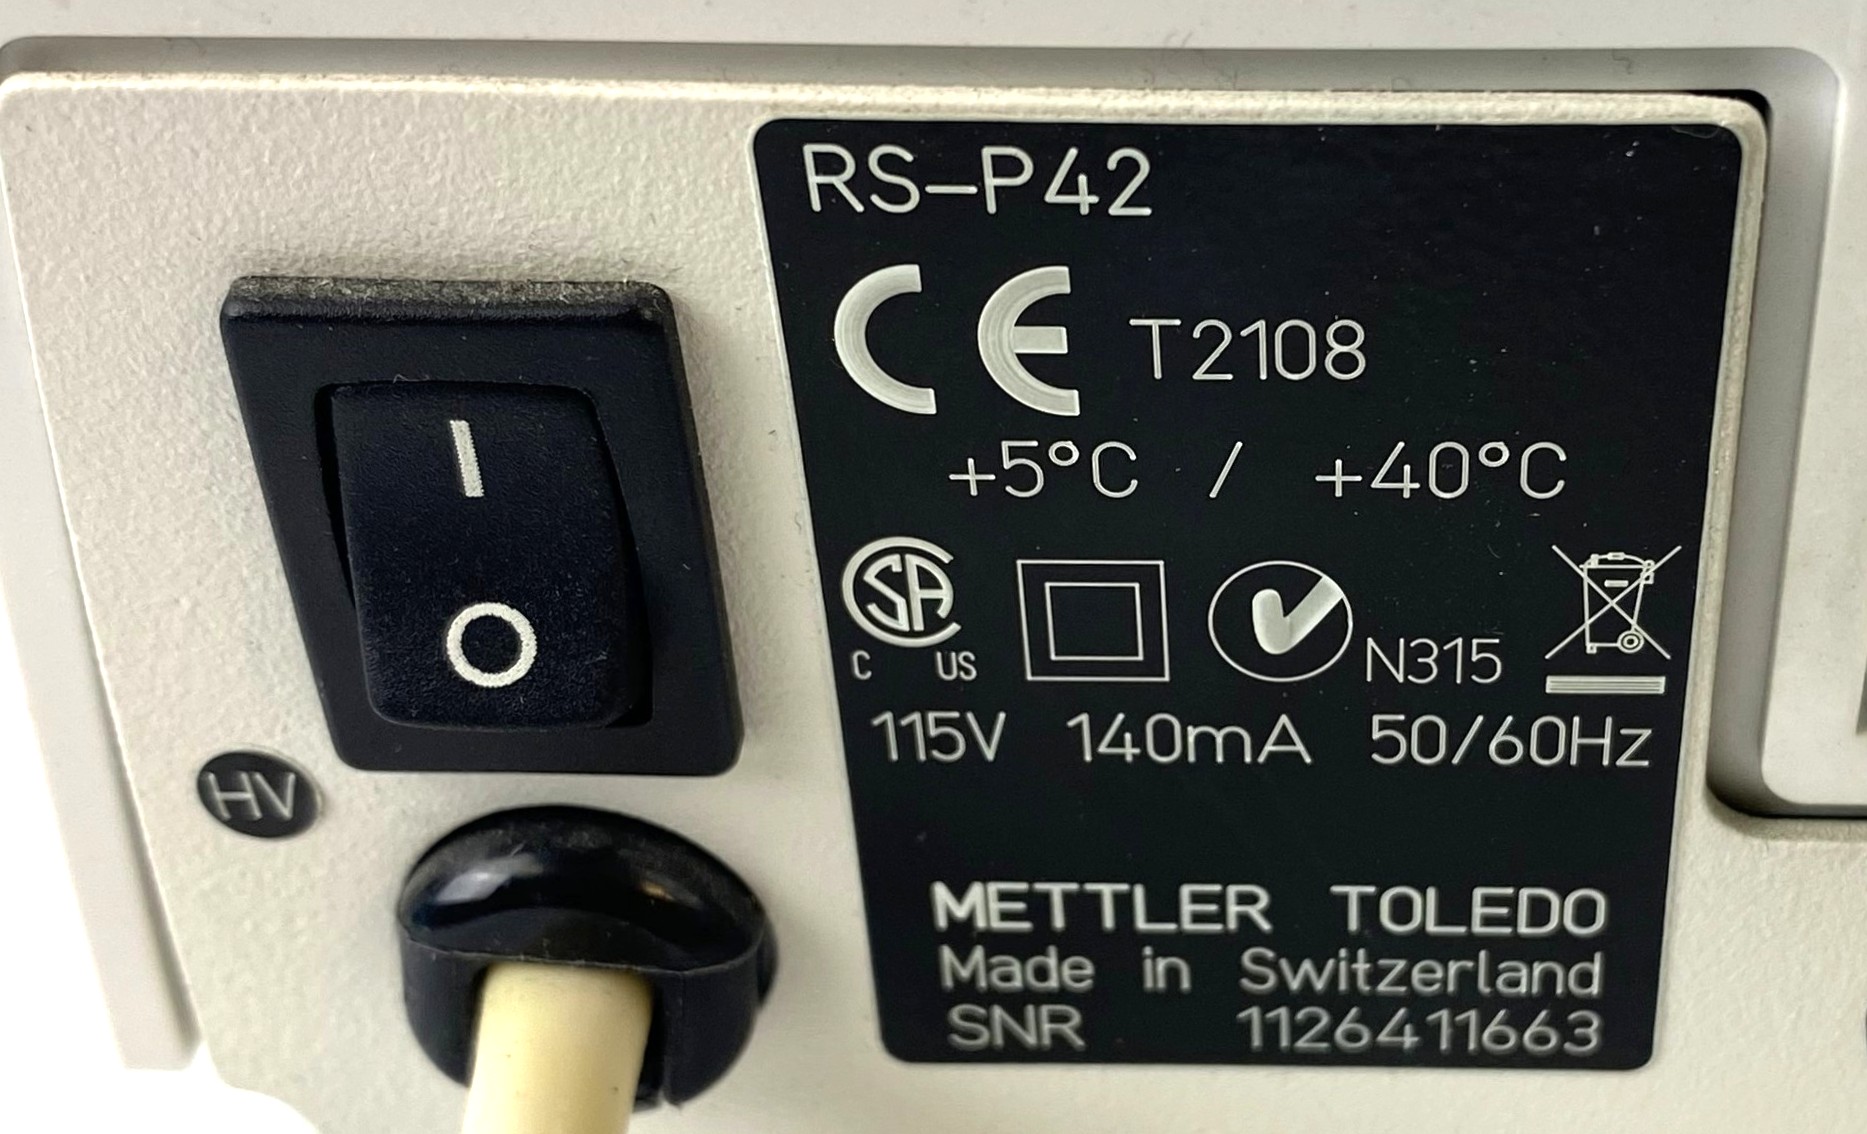 RS-P42
CE T2108
+5°C / +40°C
CSA
C US
N315
115V 140mA 50/60Hz
METTLER TOLEDO
Made in Switzerland
SNR 1126411663
I
O
HV